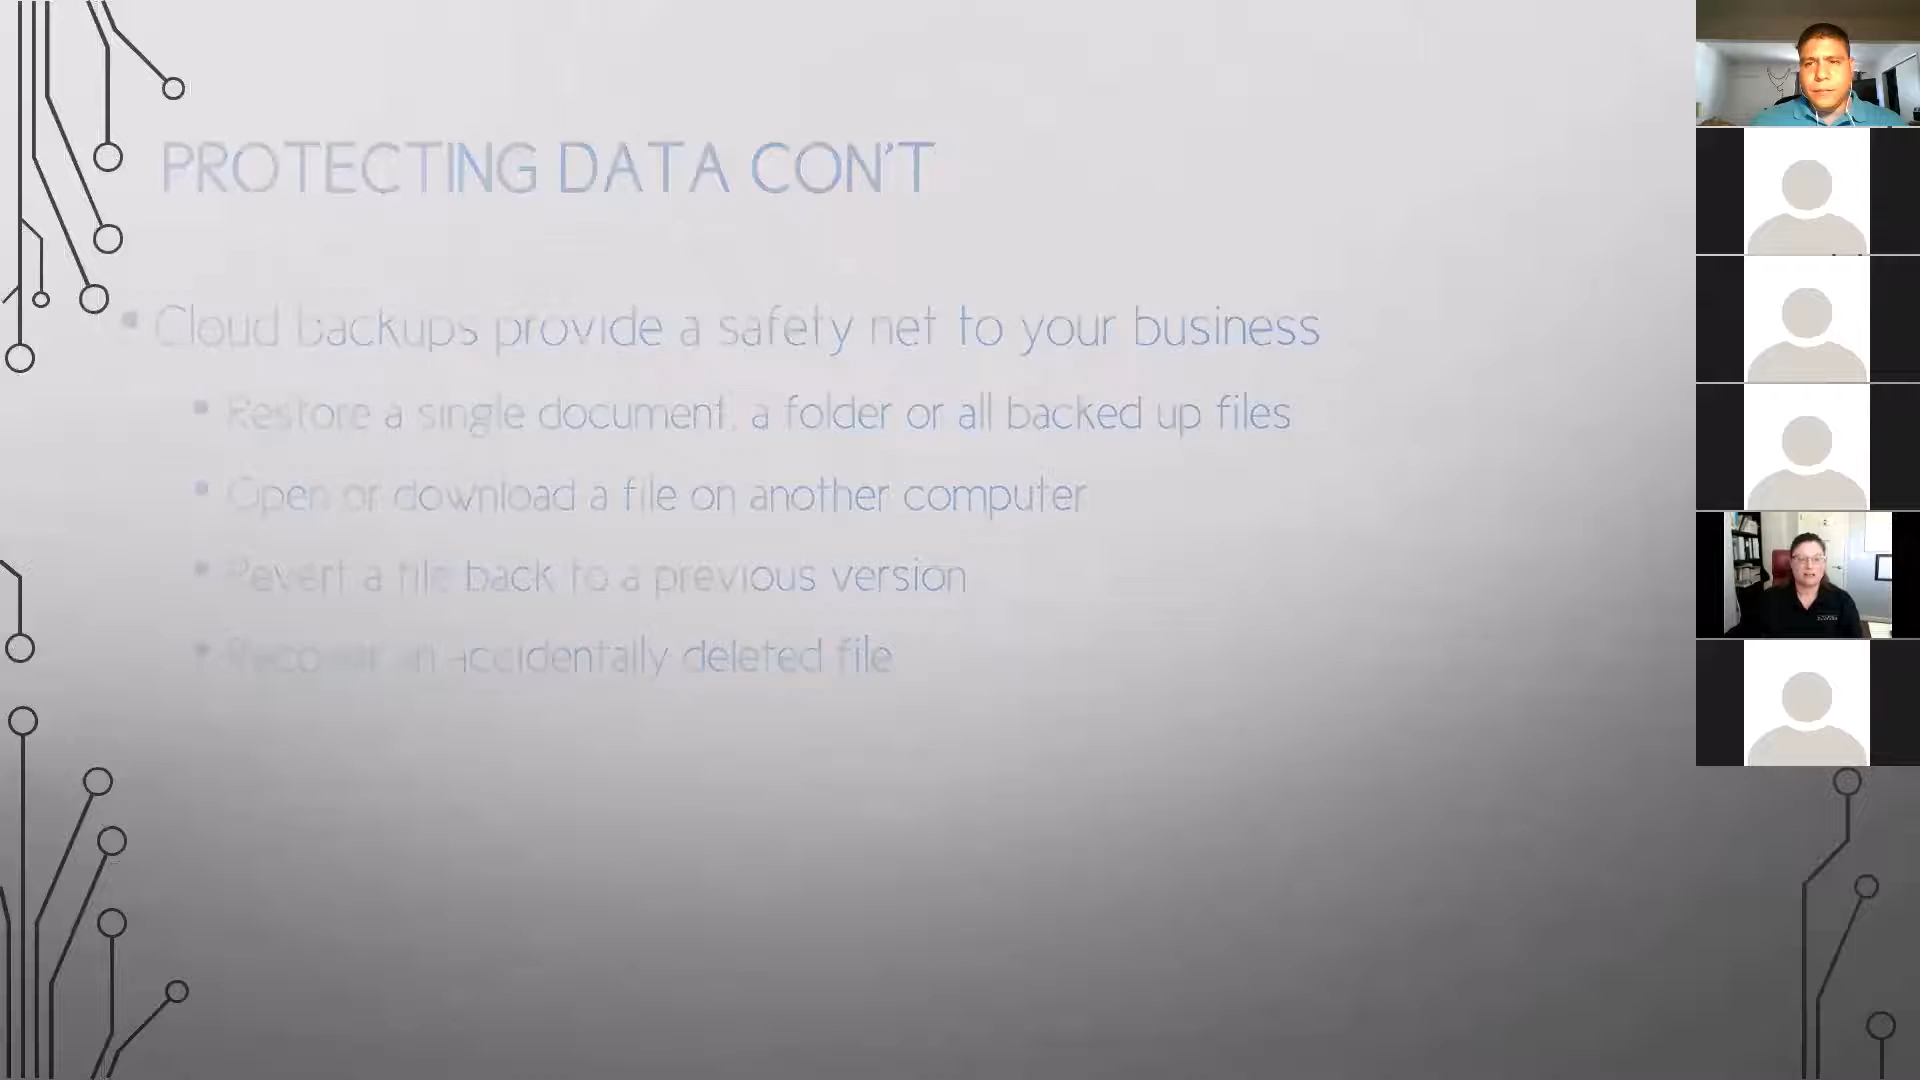 PROTECTING DATA CON'T
Cloud backups provide a safety net to your business
Restore a single document, a folder or all backed up files
Open or download a file on another computer
Revert a file back to a previous version
Recover an accidentally deleted file